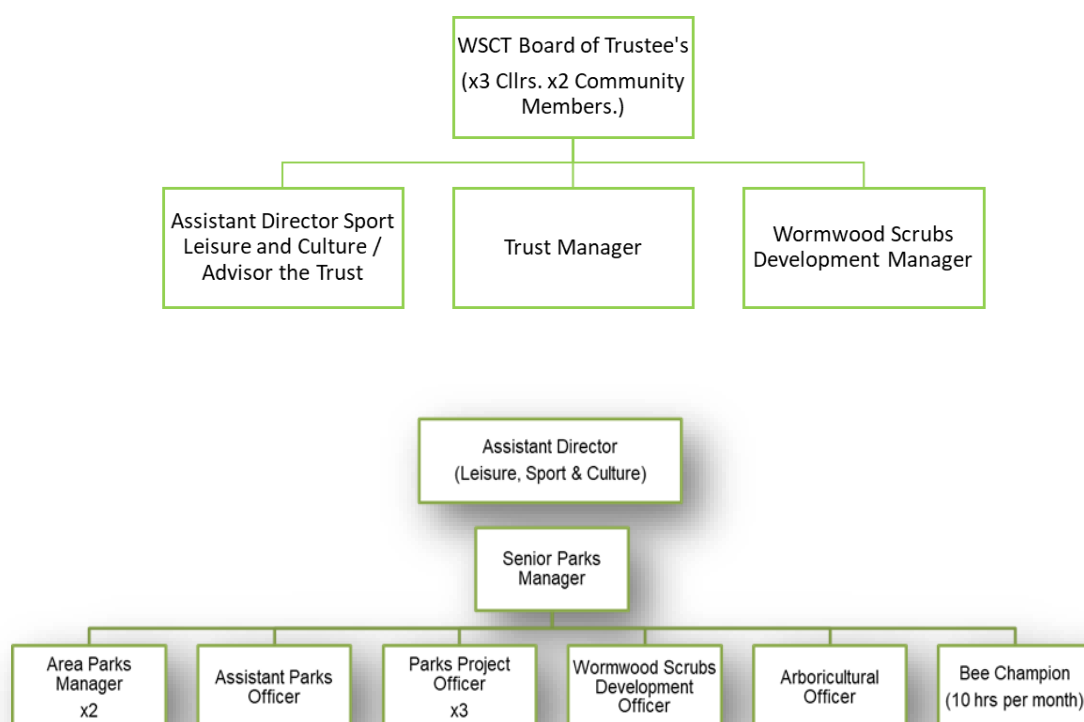 WSCT Board of Trustee's
(x3 Cllrs. x2 Community
Members.)
Assistant Director Sport
Leisure and Culture /
Advisor the Trust
Trust Manager
Wormwood Scrubs
Development Manager
Assistant Director
(Leisure, Sport & Culture)
Senior Parks
Manager
Area Parks
Manager
x2
Assistant Parks
Officer
Parks Project
Officer
x3
Wormwood Scrubs
Development
Officer
Arboricultural
Officer
Bee Champion
(10 hrs per month)